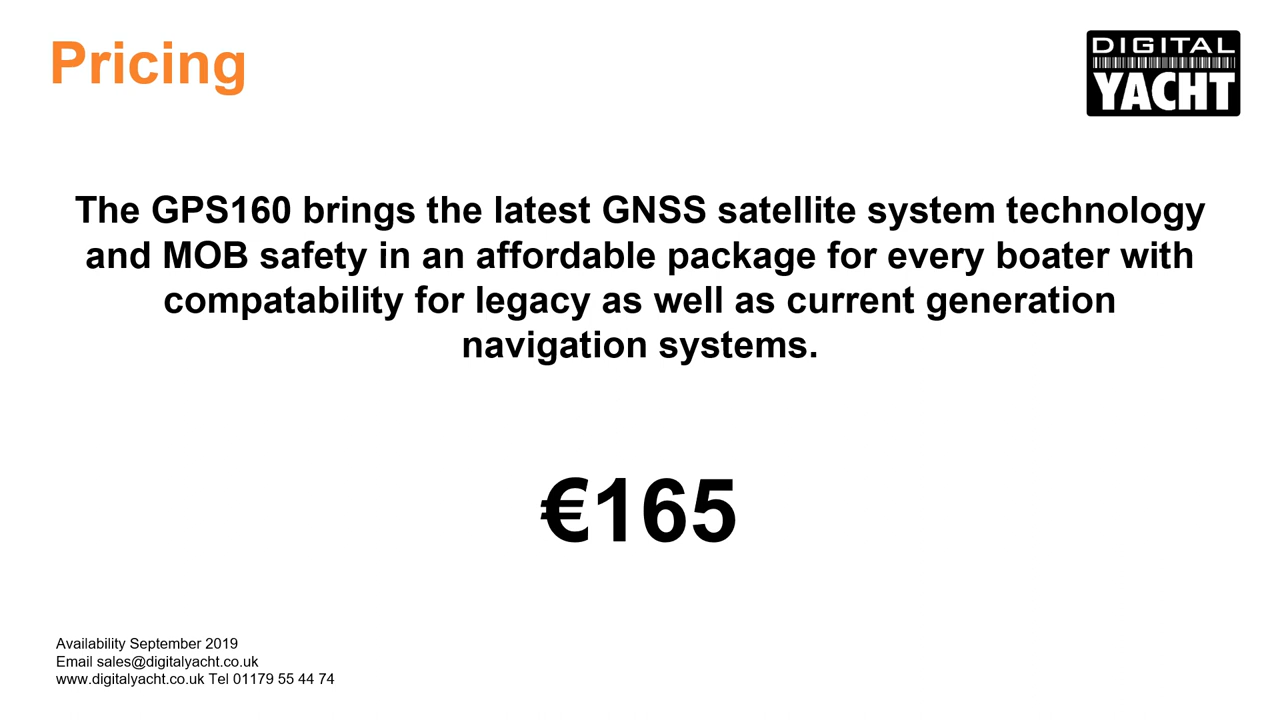 Pricing
DIGITAL
YACHT
The GPS160 brings the latest GNSS satellite system technology
and MOB safety in an affordable package for every boater with
compatability for legacy as well as current generation
navigation systems.
€165
Availability September 2019
Email sales@digitalyacht.co.uk
www.digitalyacht.co.uk Tel 01179 55 44 74